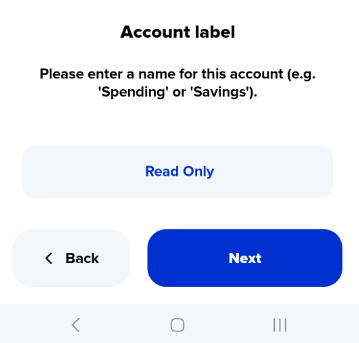 Account label
Please enter a name for this account (e.g.
'Spending' or 'Savings').
Read Only
Back
Next